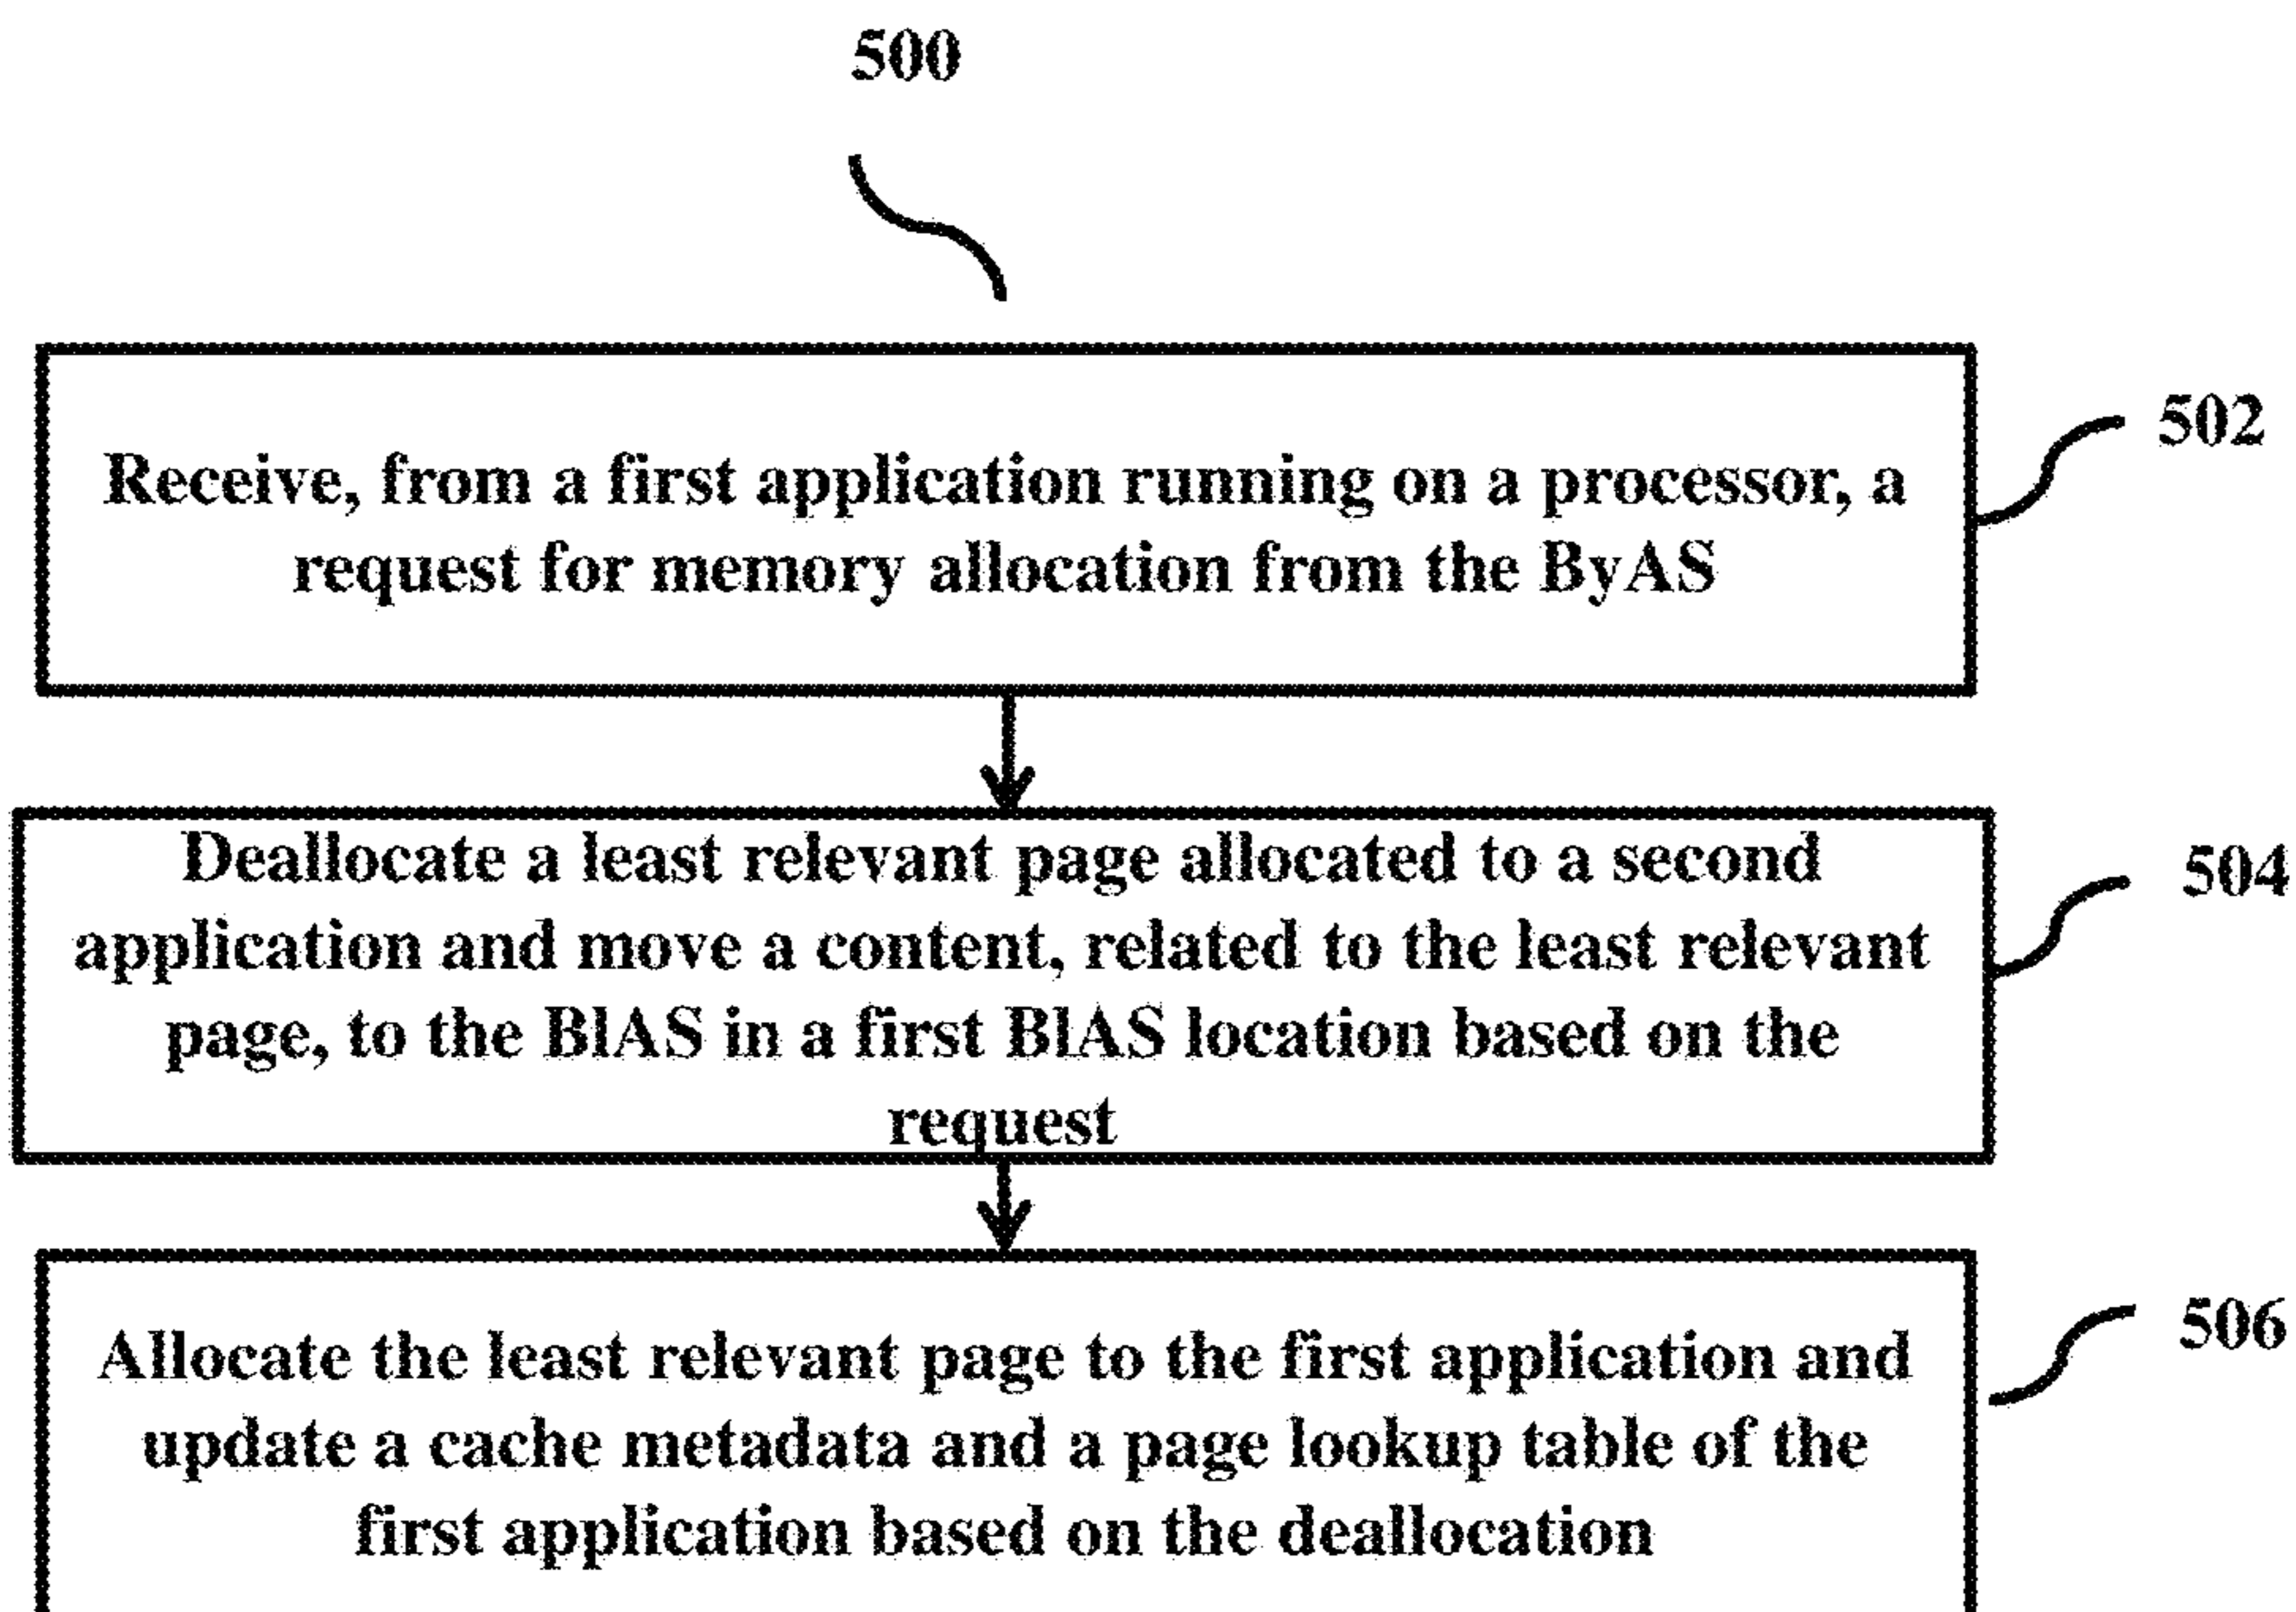 500
Receive, from a first application running on a processor, a
request for memory allocation from the ByAS
502
Deallocate a least relevant page allocated to a second
application and move a content, related to the least relevant
page, to the BlAS in a first BlAS location based on the
request
504
Allocate the least relevant page to the first application and
update a cache metadata and a page lookup table of the
first application based on the deallocation
506